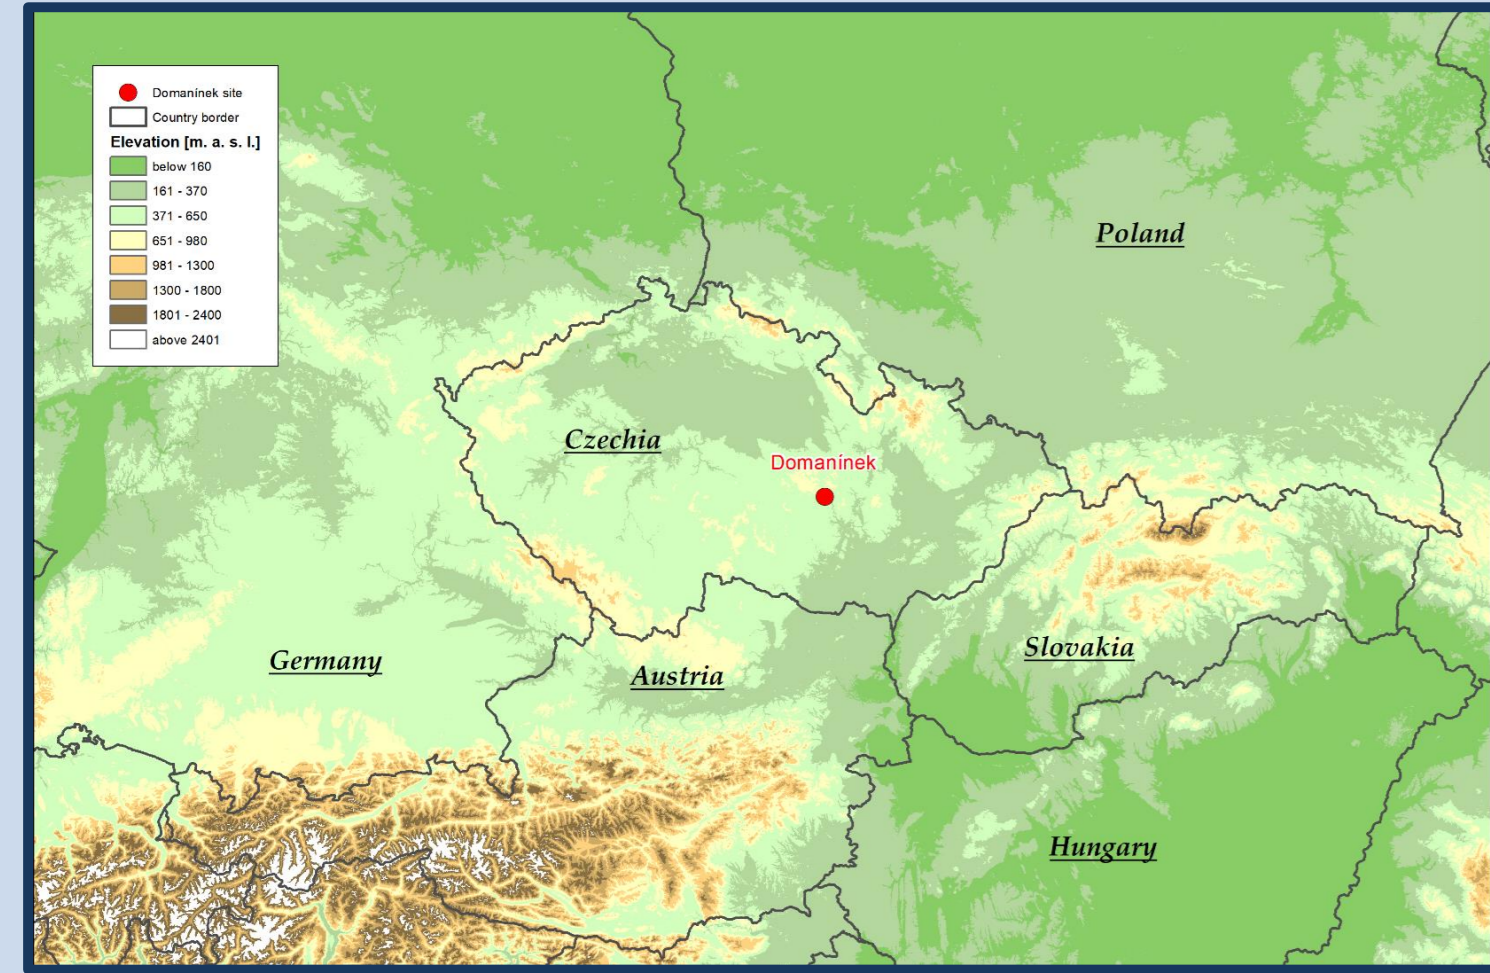 Domanínek site
Country border
Elevation [m. a. s. l.]
below 160
161 - 370
371 - 650
651 - 980
981 - 1300
1300 - 1800
1801 - 2400
above 2401
Poland
Czechia
Domanínek
Slovakia
Germany
Austria
Hungary